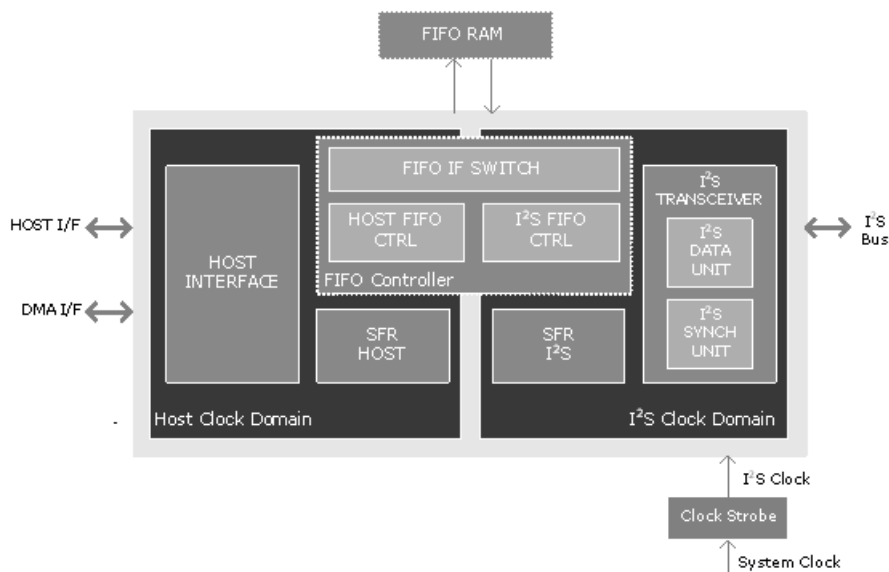 FIFO RAM
FIFO IF SWITCH
HOST FIFO
CTRL
I²S FIFO
CTRL
FIFO Controller
HOST
INTERFACE
SFR
HOST
Host Clock Domain
SFR
I²S
I²S
TRANSCEIVER
I²S
DATA
UNIT
I²S
SYNCH
UNIT
I²S Clock Domain
HOST I/F
DMA I/F
I²S
Bus
I²S Clock
Clock Strobe
System Clock